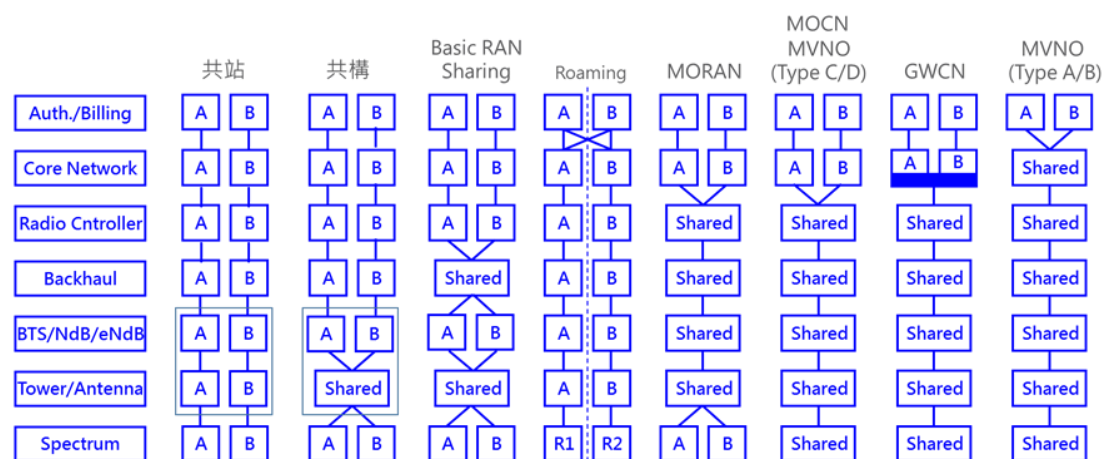 MOCN
Basic RAN MVNO MVNO
共站 共構 Sharing Roaming MORAN (Type C/D) GWCN (Type A/B)
Auth./Billing A B A B A B A B A B A B A B A B
Core Network A B A B A B A B A B A B A B Shared
Radio Cntroller A B A B A B A B Shared Shared Shared Shared
Backhaul A B A B Shared A B Shared Shared Shared Shared
BTS/NdB/eNdB A B A B A B A B Shared Shared Shared Shared
Tower/Antenna A B Shared Shared A B Shared Shared Shared Shared
Spectrum A B A B A B R1 R2 A B Shared Shared Shared